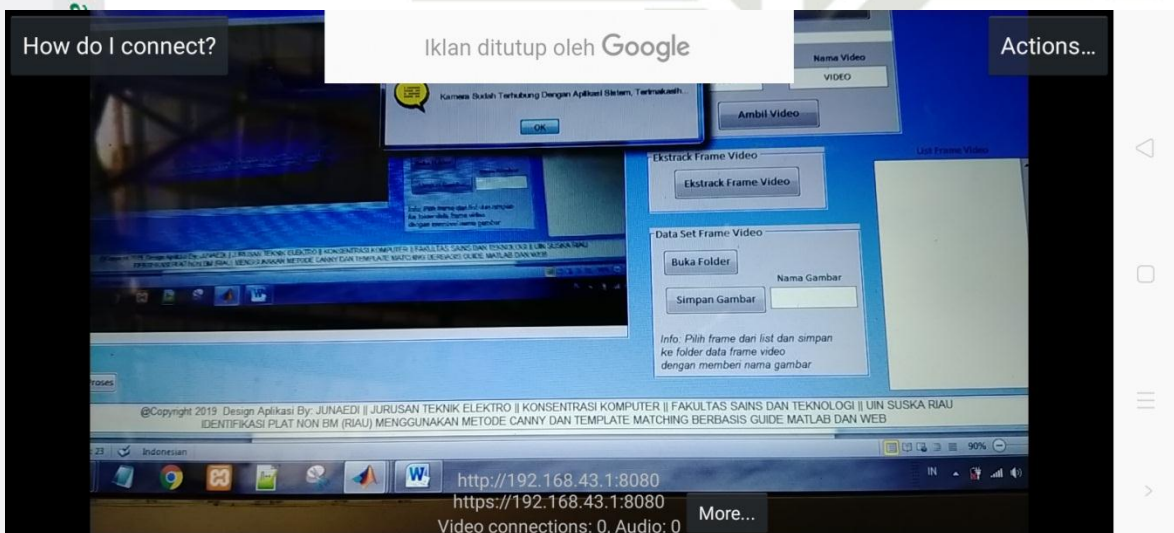 How do I connect?
Iklan ditutup oleh Google
Actions...
Nama Video
VIDEO
Kamera Sudah Terhubung Dengan Aplikasi Sistem, Terimakasih...
OK
Ambil Video
Ekstrack Frame Video
List Frame Video
Ekstrack Frame Video
Data Set Frame Video
Buka Folder
Nama Gambar
Simpan Gambar
Info: Pilih frame dari list dan simpan
ke folder data frame video
dengan memberi nama gambar
roses
@Copyright 2019 Design Aplikasi By: JUNAEDI || JURUSAN TEKNIK ELEKTRO || KONSENTRASI KOMPUTER || FAKULTAS SAINS DAN TEKNOLOGI || UIN SUSKA RIAU
IDENTIFIKASI PLAT NON BM (RIAU) MENGGUNAKAN METODE CANNY DAN TEMPLATE MATCHING BERBASIS GUIDE MATLAB DAN WEB
23
Indonesian
90%
IN
http://192.168.43.1:8080
https://192.168.43.1:8080
Video connections: 0, Audio: 0
More...